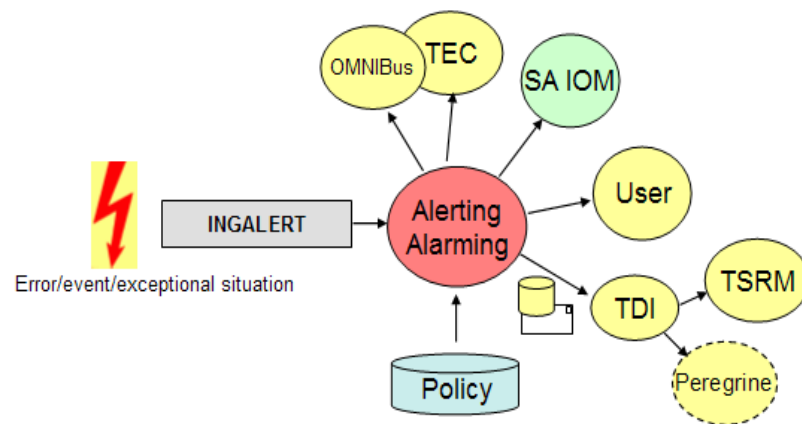 OMNIBus
TEC
SA IOM
User
INGALERT
Alerting
Alarming
Error/event/exceptional situation
TDI
TSRM
Policy
Peregrine